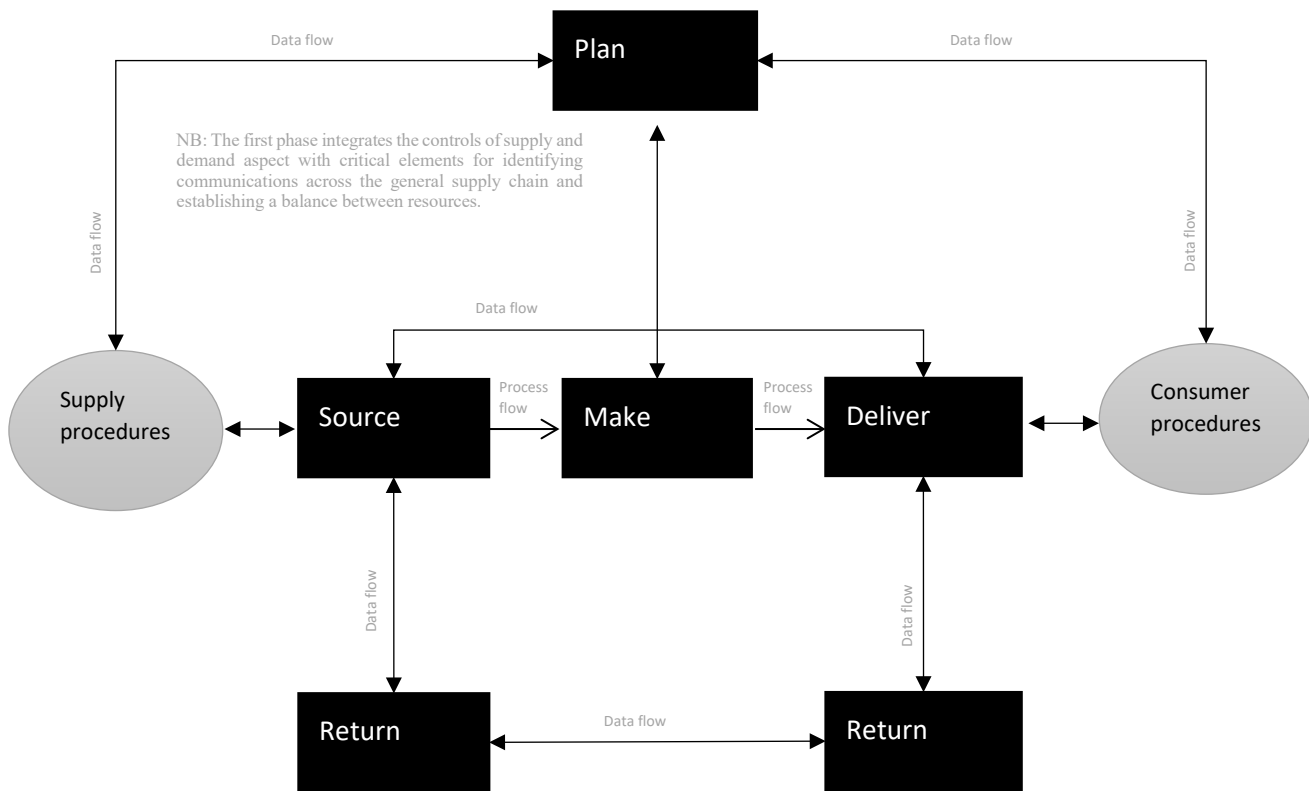 Data flow
Plan
Data flow
NB: The first phase integrates the controls of supply and
demand aspect with critical elements for identifying
communications across the general supply chain and
establishing a balance between resources.
Data flow
Data flow
Data flow
Supply
procedures
Source
Process
flow
Make
Process
flow
Deliver
Consumer
procedures
Data flow
Data flow
Return
Data flow
Return